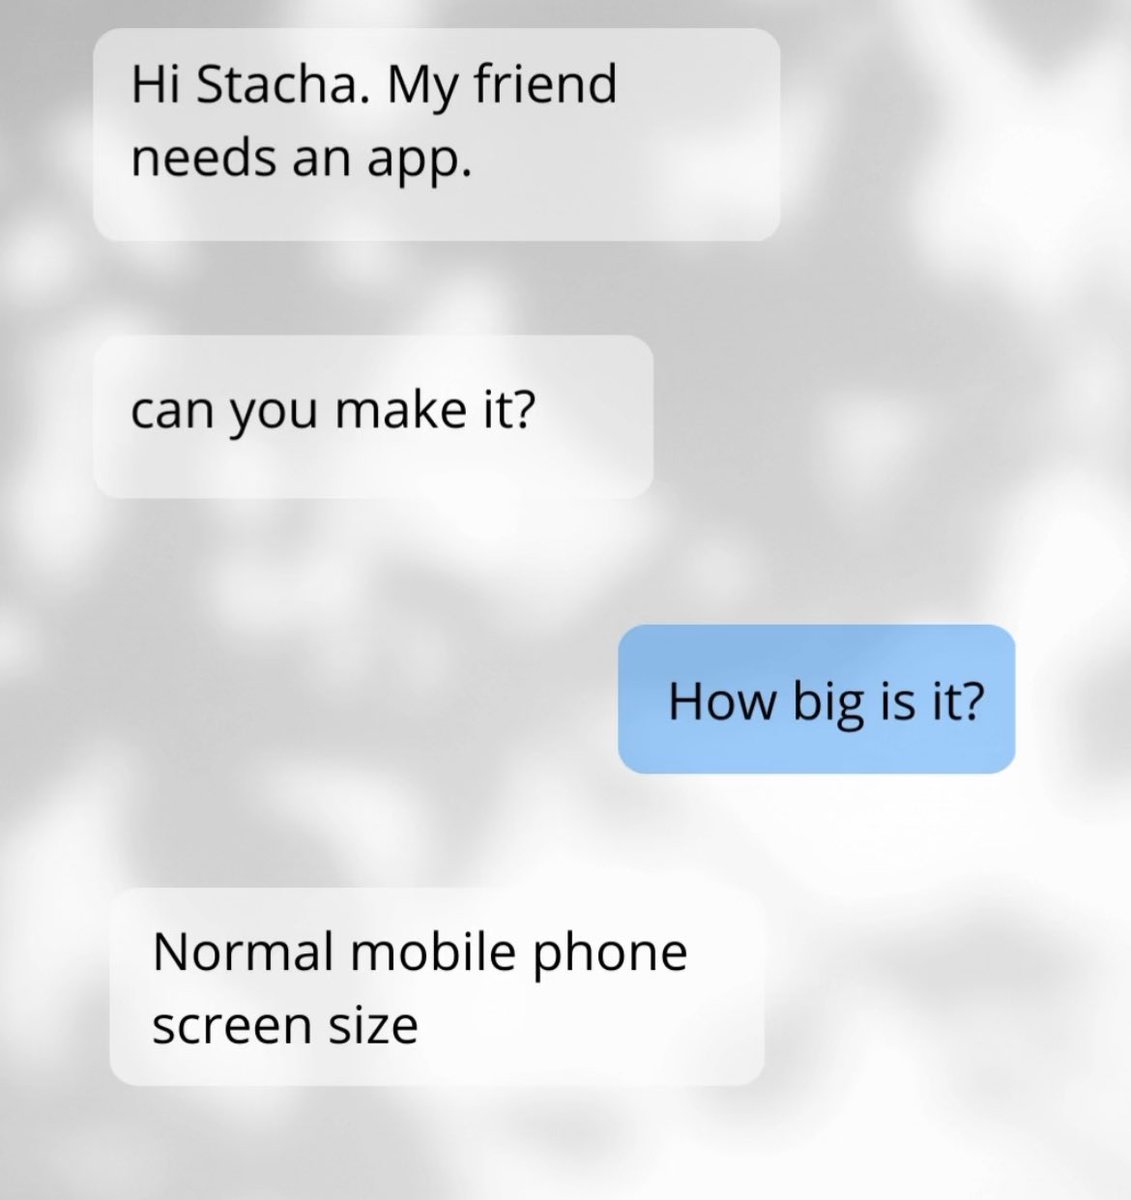 Hi Stacha. My friend
needs an app.
can you make it?
How big is it?
Normal mobile phone
screen size